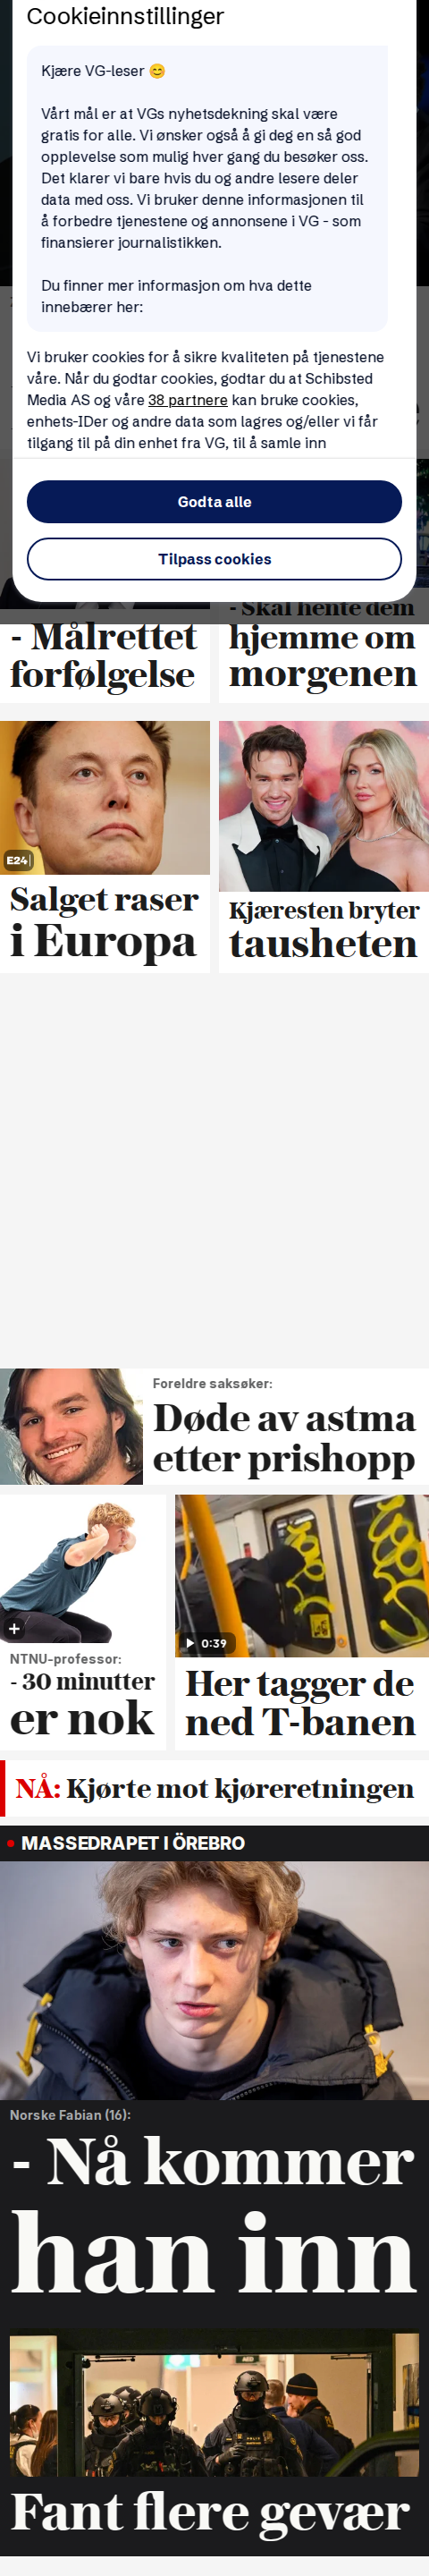 Cookieinnstillinger
Kjære VG-leser 😊
Vårt mål er at VGs nyhetsdekning skal være
gratis for alle. Vi ønsker også å gi deg en så god
opplevelse som mulig hver gang du besøker oss.
Det klarer vi bare hvis du og andre lesere deler
data med oss. Vi bruker denne informasjonen til
å forbedre tjenestene og annonsene i VG - som
finansierer journalistikken.
Du finner mer informasjon om hva dette
innebærer her:
Vi bruker cookies for å sikre kvaliteten på tjenestene
våre. Når du godtar cookies, godtar du at Schibsted
Media AS og våre 38 partnere kan bruke cookies,
enhets-IDer og andre data som lagres og/eller vi får
tilgang til på din enhet fra VG, til å samle inn
Godta alle
Tilpass cookies
- Målrettet
forfølgelse
- Skal hente dem
hjemme om
morgenen
E24
Salget raser
i Europa
Kjæresten bryter
tausheten
Foreldre saksøker:
Døde av astma
etter prishopp
NTNU-professor:
- 30 minutter
er nok
0:39
Her tagger de
ned T-banen
NÅ: Kjørte mot kjøreretningen
MASSEDRAPET I ÖREBRO
Norske Fabian (16):
- Nå kommer
han inn
Fant flere gevær